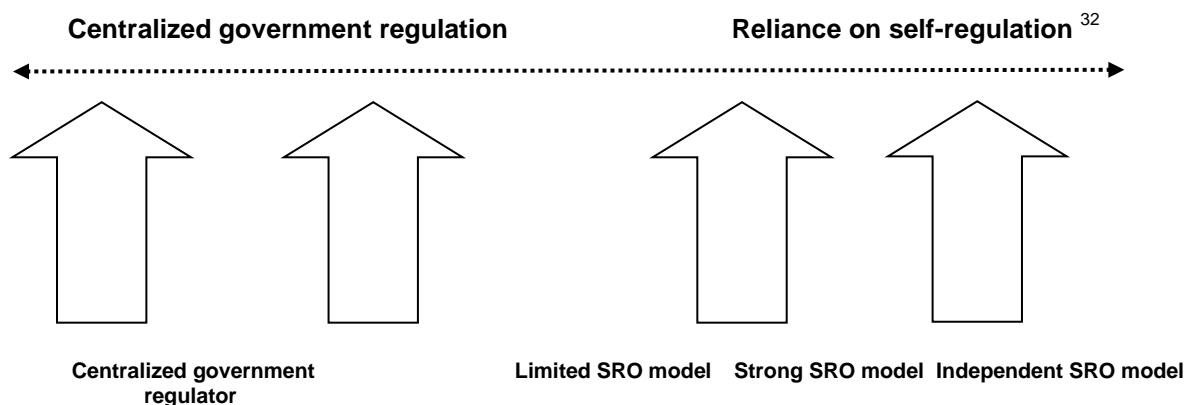 Centralized government regulation Reliance on self-regulation 32
Centralized government Limited SRO model Strong SRO model Independent SRO model
regulator